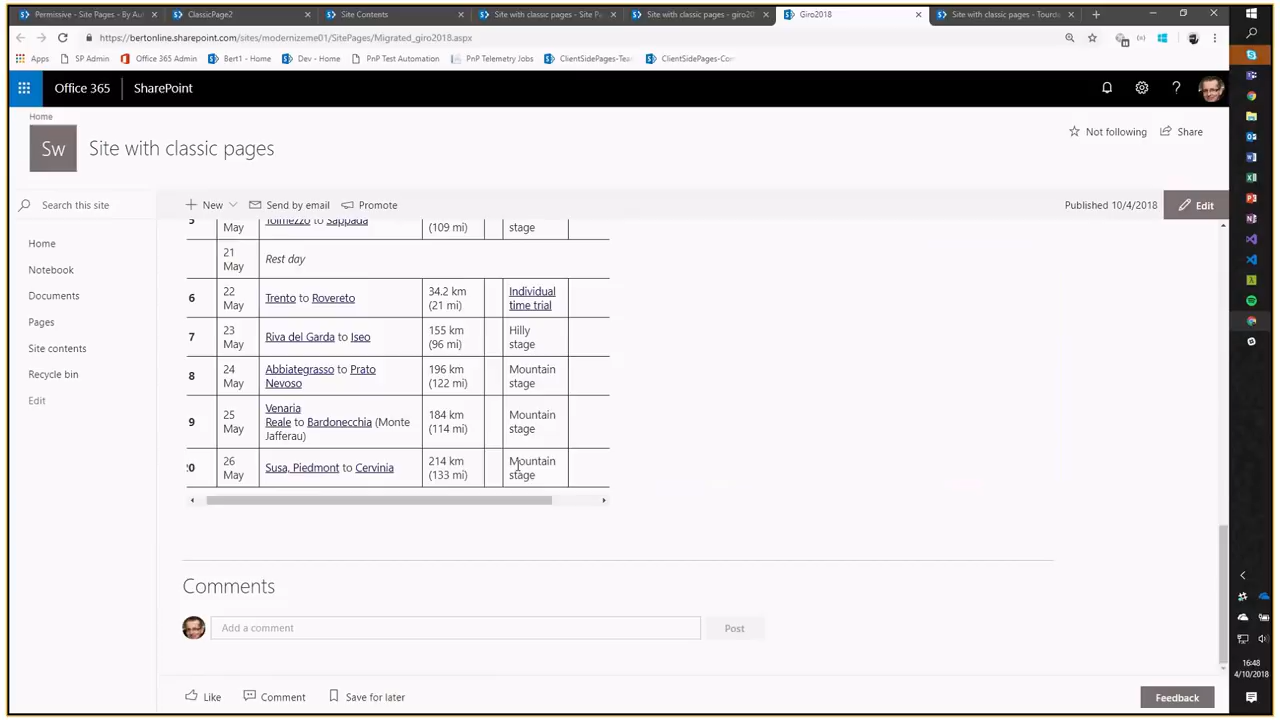 Permissive - Site Pages - By Au
ClassicPage2
Site Contents
Site with classic pages - Site P
Site with classic pages - giro20
Giro2018
Site with classic pages - Tourd
https://bertonline.sharepoint.com/sites/modernizeme01/SitePages/Migrated_giro2018.aspx
Apps
SP Admin
Office 365 Admin
Bert1 - Home
Dev - Home
PnP Test Automation
PnP Telemetry Jobs
ClientSidePages-Tea
ClientSidePages-Co
Office 365
SharePoint
Home
Not following
Share
Sw
Site with classic pages
Search this site
New
Send by email
Promote
Published 10/4/2018
Edit
Home
Notebook
Documents
Pages
Site contents
Recycle bin
Edit
5
May
Tolmezzo to Sappada
(109 mi)
stage
21
May
Rest day
6
22
May
Trento to Rovereto
34.2 km
(21 mi)
Individual
time trial
7
23
May
Riva del Garda to Iseo
155 km
(96 mi)
Hilly
stage
8
24
May
Abbiategrasso to Prato
Nevoso
196 km
(122 mi)
Mountain
stage
9
25
May
Venaria
Reale to Bardonecchia (Monte
Jafferau)
184 km
(114 mi)
Mountain
stage
20
26
May
Susa, Piedmont to Cervinia
214 km
(133 mi)
Mountain
stage
Comments
Add a comment
Post
Like
Comment
Save for later
Feedback
16:48
4/10/2018